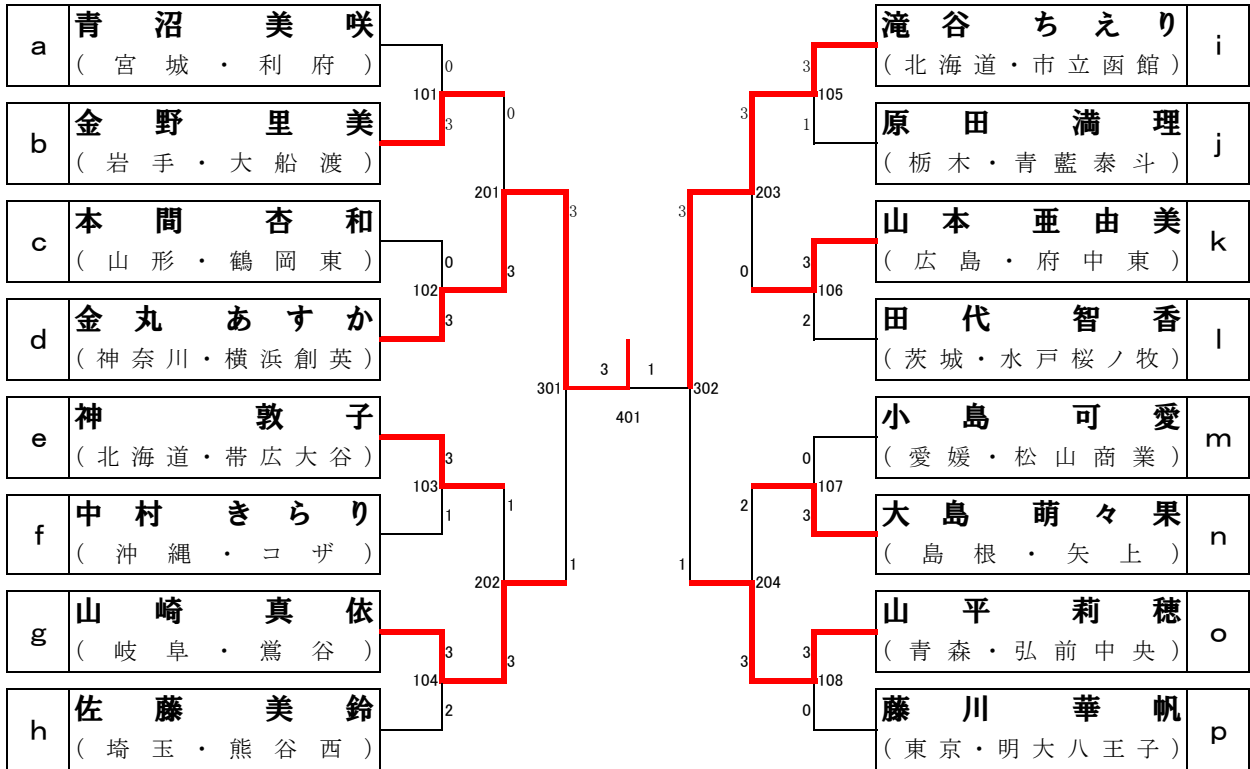 a
青沼美咲
(宮城・利府)
b
金野里美
(岩手・大船渡)
c
本間杏和
(山形・鶴岡東)
d
金丸あすか
(神奈川・横浜創英)
e
神敦子
(北海道・帯広大谷)
f
中村きらり
(沖縄・コザ)
g
山崎真依
(岐阜・鶯谷)
h
佐藤美鈴
(埼玉・熊谷西)
0
101
3
0
201
3
0
102
3
3
3
103
1
1
202
1
3
104
3
2
301
3
1
401
302
3
105
1
3
203
3
0
3
106
2
0
107
3
2
204
1
3
3
108
0
滝谷ちえり
(北海道・市立函館)
i
原田満理
(栃木・青藍泰斗)
j
山本亜由美
(広島・府中東)
k
田代智香
(茨城・水戸桜ノ牧)
l
小島可愛
(愛媛・松山商業)
m
大島萌々果
(島根・矢上)
n
山平莉穂
(青森・弘前中央)
o
藤川華帆
(東京・明大八王子)
p